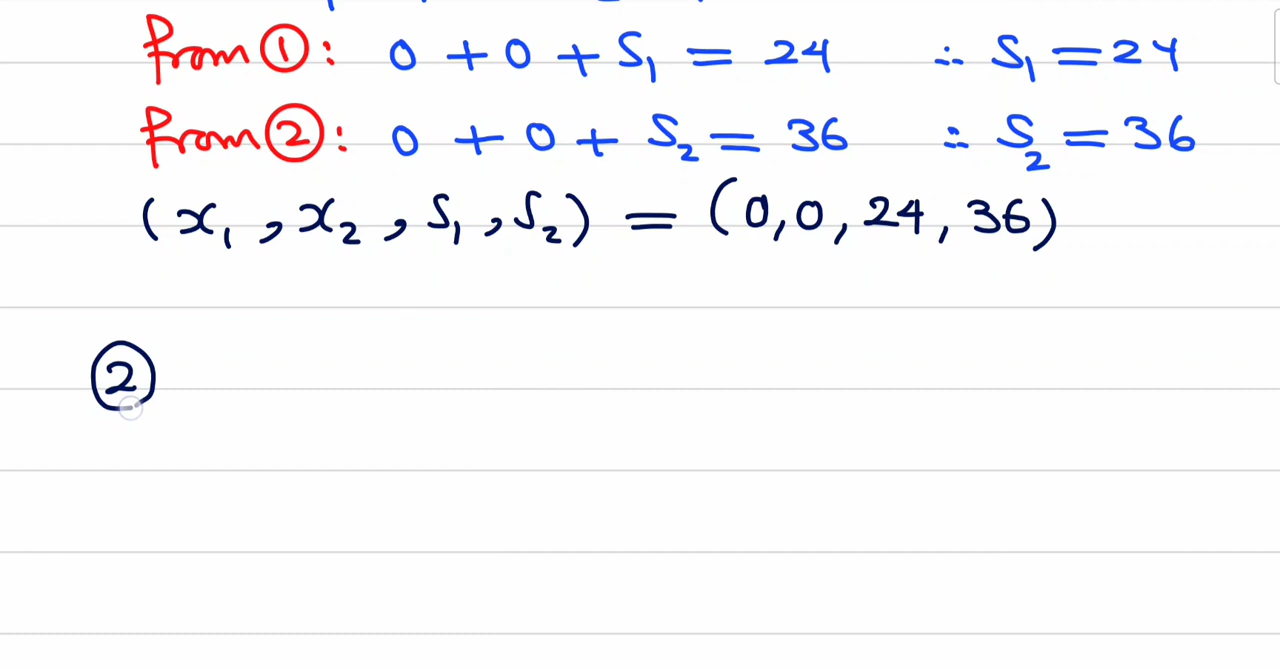 from ①: 0 + 0 + S₁ = 24 ∴ S₁ = 24
from ②: 0 + 0 + S₂ = 36 ∴ S₂ = 36
(x₁, x₂, S₁, S₂) = (0,0,24,36)
②